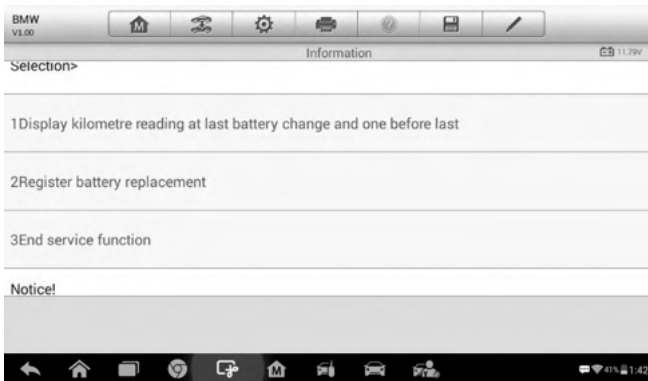 BMW
V1.00
Information
11.79V
Selection>
1Display kilometre reading at last battery change and one before last
2Register battery replacement
3End service function
Notice!
41% 1:42